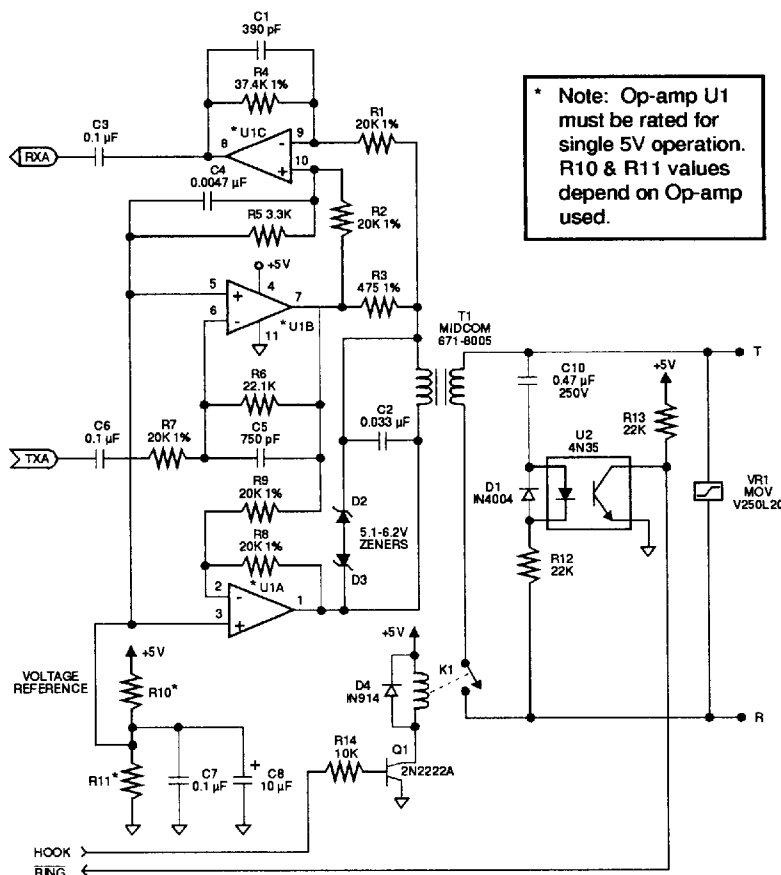 C1
390 pF
R4
37.4K 1%
* U1C
8
9
10
-
+
R1
20K 1%
C3
0.1 µF
RXA
C4
0.0047 µF
R5 3.3K
R2
20K 1%
R3
475 1%
+5V
4
5
6
7
11
+
-
* U1B
* Note: Op-amp U1
must be rated for
single 5V operation.
R10 & R11 values
depend on Op-amp
used.
T1
MIDCOM
671-8005
T
R6
22.1K
C5
750 pF
C6
0.1 µF
R7
20K 1%
TXA
C2
0.033 µF
C10
0.47 µF
250V
+5V
R13
22K
U2
4N35
D1
IN4004
VR1
MOV
V250L20
R9
20K 1%
R8
20K 1%
D2
5.1-6.2V
ZENERS
D3
R12
22K
* U1A
2
3
1
-
+
+5V
VOLTAGE
REFERENCE
R10*
R11*
C7
0.1 µF
+
C8
10 µF
+5V
D4
IN914
K1
R
R14
10K
Q1
2N2222A
HOOK
RING